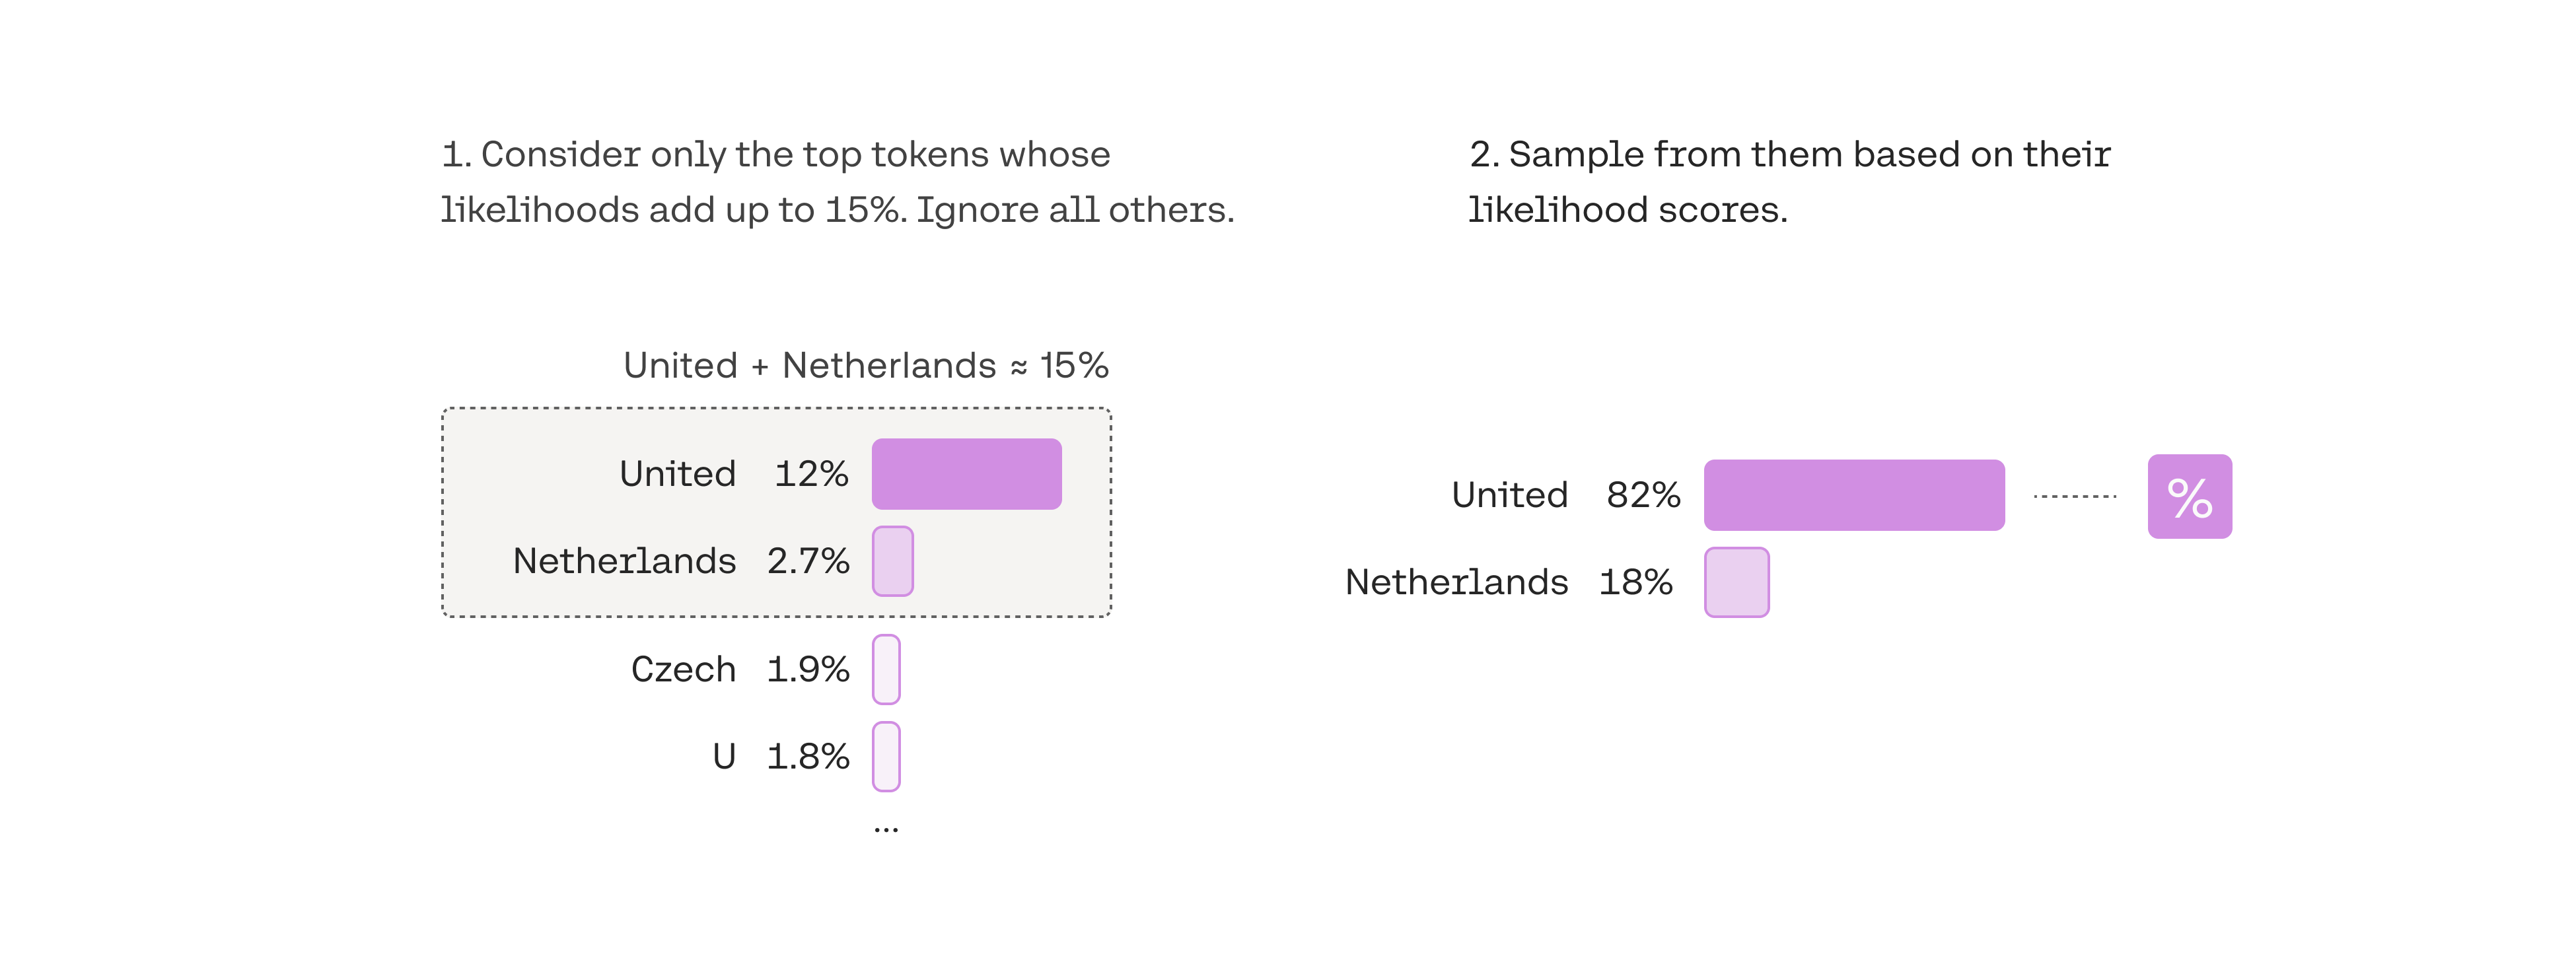 1. Consider only the top tokens whose
likelihoods add up to 15%. Ignore all others.
United + Netherlands ≈ 15%
United 12%
Netherlands 2.7%
Czech 1.9%
U 1.8%
...
2. Sample from them based on their
likelihood scores.
United 82% %
Netherlands 18%